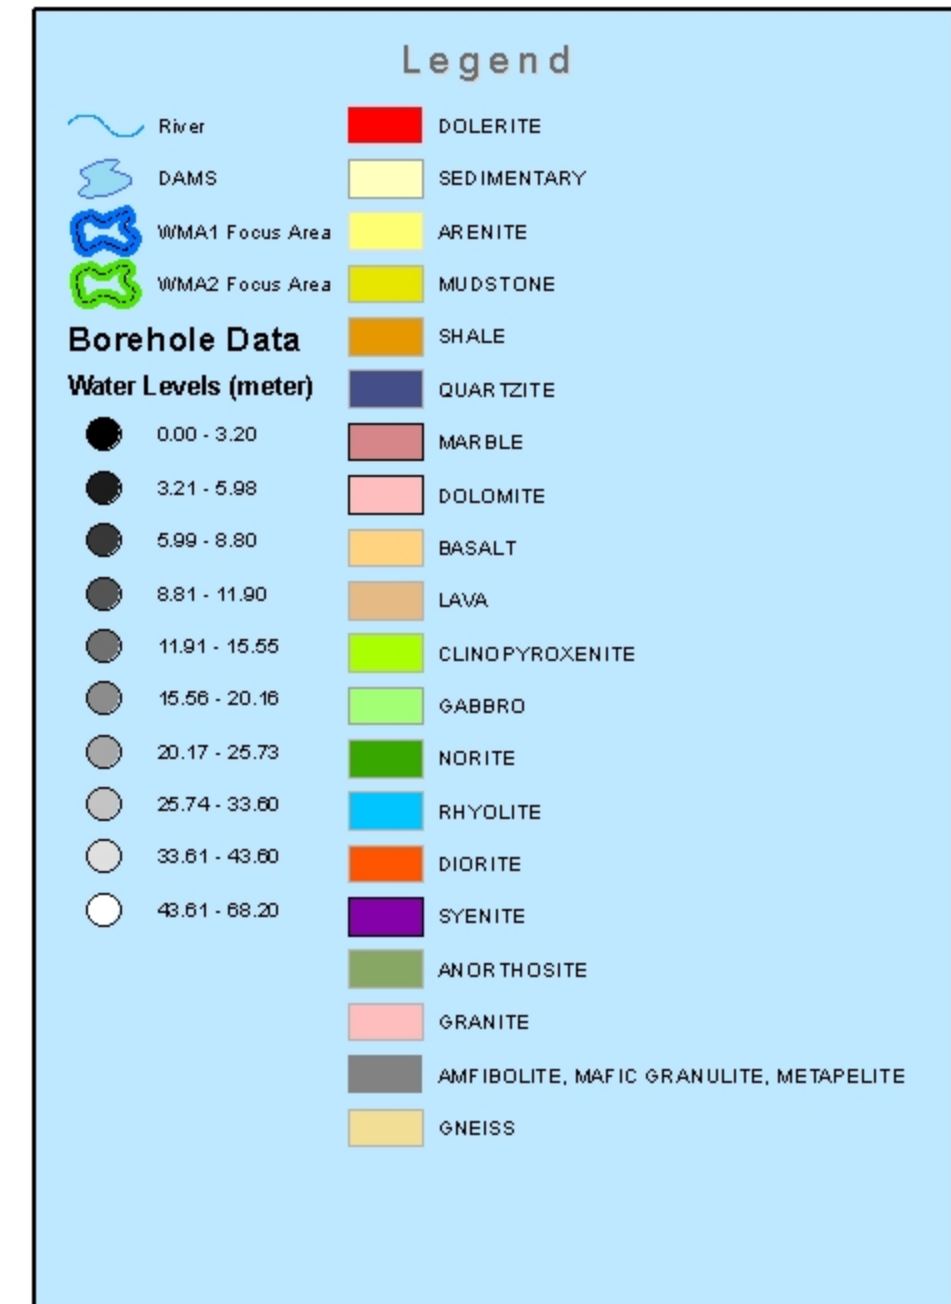 Legend
River
DAMS
WMA1 Focus Area
WMA2 Focus Area
Borehole Data
Water Levels (meter)
0.00 - 3.20
3.21 - 5.98
5.99 - 8.80
8.81 - 11.90
11.91 - 15.55
15.56 - 20.16
20.17 - 25.73
25.74 - 33.60
33.61 - 43.60
43.61 - 68.20
DOLERITE
SEDIMENTARY
ARENITE
MUDSTONE
SHALE
QUARTZITE
MARBLE
DOLOMITE
BASALT
LAVA
CLINOPYROXENITE
GABBRO
NORITE
RHYOLITE
DIORITE
SYENITE
ANORTHOSITE
GRANITE
AMFIBOLITE, MAFIC GRANULITE, METAPELITE
GNEISS